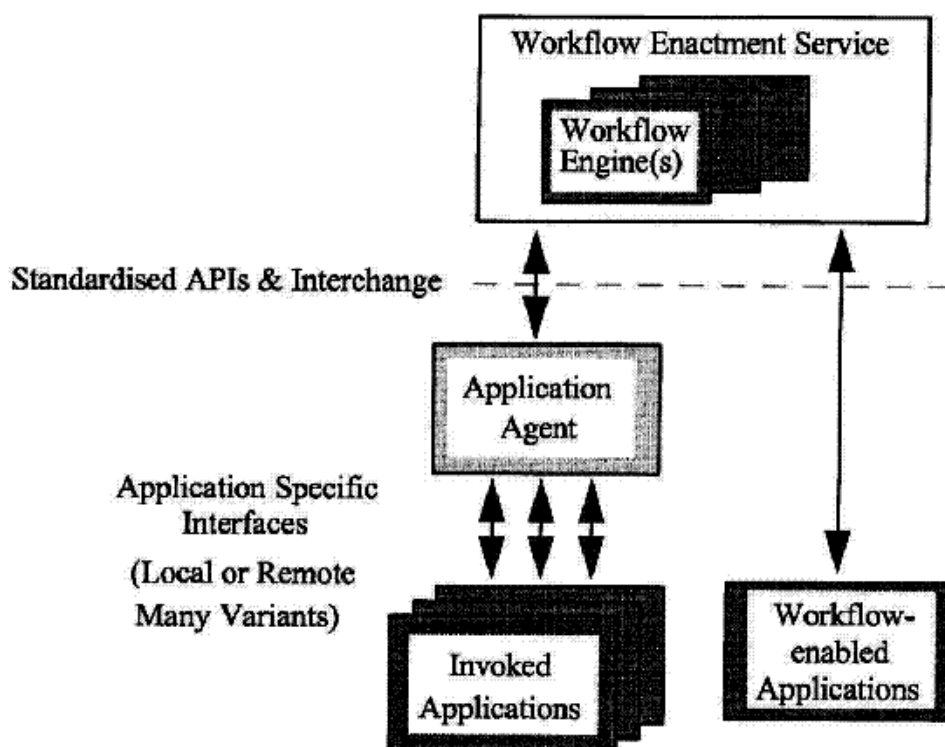 Workflow Enactment Service
Workflow
Engine(s)
Standardised APIs & Interchange
Application
Agent
Application Specific
Interfaces
(Local or Remote
Many Variants)
Invoked
Applications
Workflow-
enabled
Applications